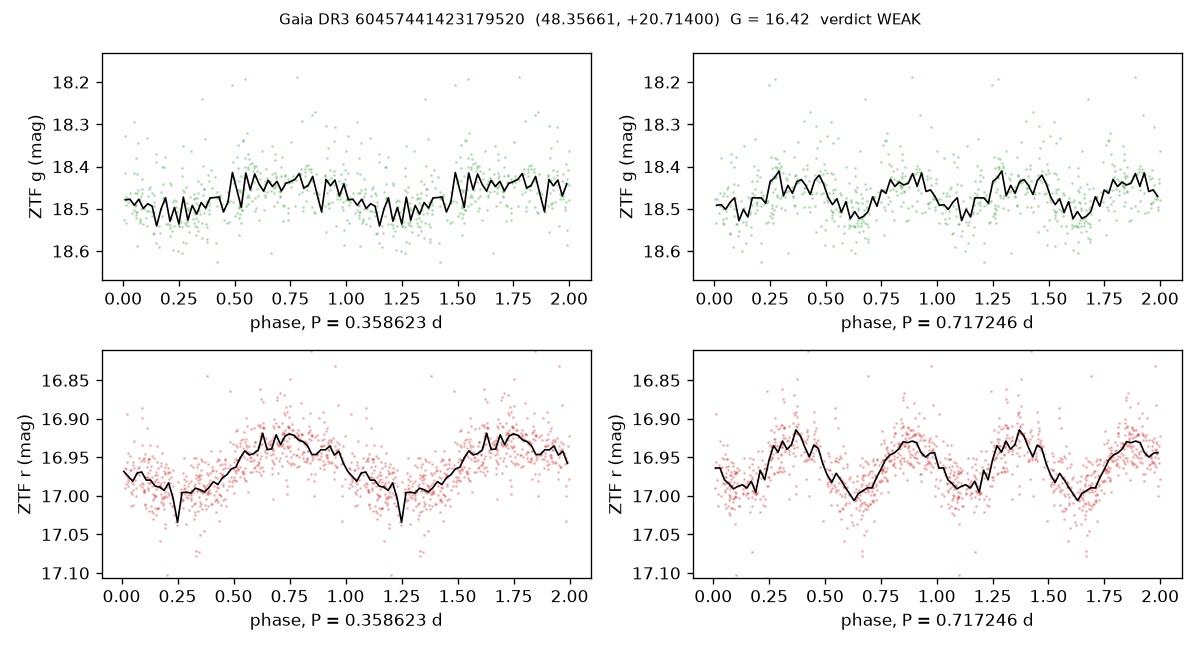 Gaia DR3 60457441423179520 (48.35661, +20.71400) G = 16.42 verdict WEAK
ZTF g (mag)
18.2
18.3
18.4
18.5
18.6
0.00 0.25 0.50 0.75 1.00 1.25 1.50 1.75 2.00
phase, P = 0.358623 d
ZTF g (mag)
18.2
18.3
18.4
18.5
18.6
0.00 0.25 0.50 0.75 1.00 1.25 1.50 1.75 2.00
phase, P = 0.717246 d
ZTF r (mag)
16.85
16.90
16.95
17.00
17.05
17.10
0.00 0.25 0.50 0.75 1.00 1.25 1.50 1.75 2.00
phase, P = 0.358623 d
ZTF r (mag)
16.85
16.90
16.95
17.00
17.05
17.10
0.00 0.25 0.50 0.75 1.00 1.25 1.50 1.75 2.00
phase, P = 0.717246 d